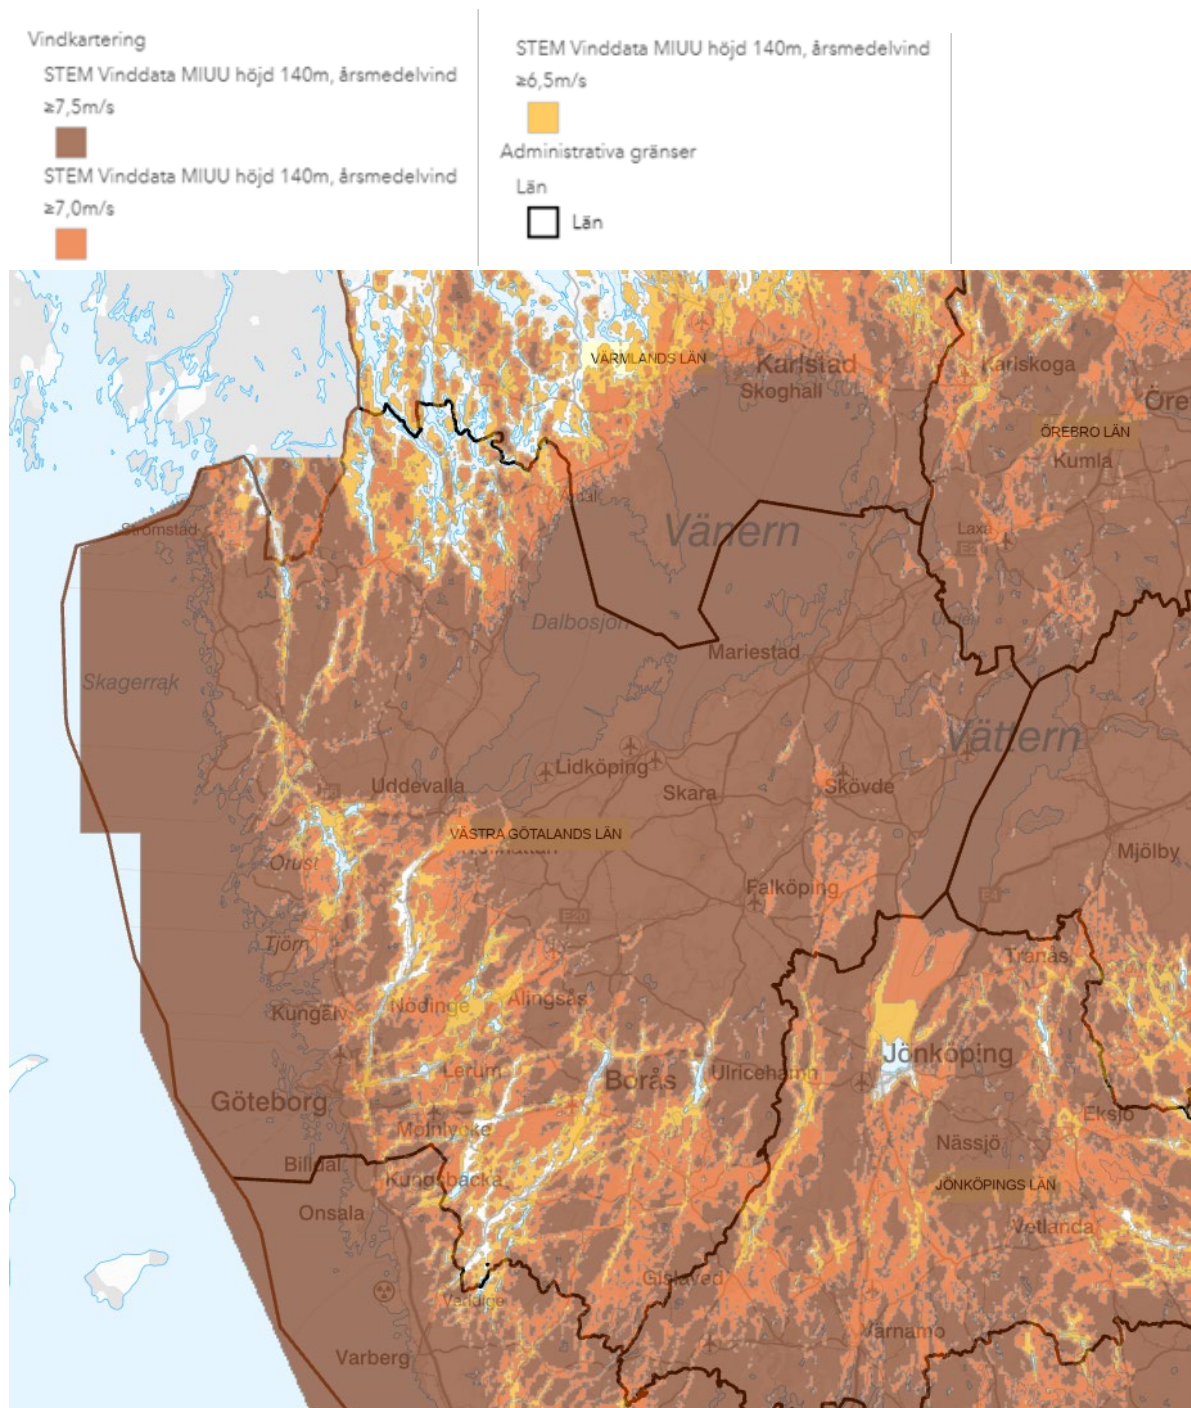 Vindkartering
STEM Vinddata MIUU höjd 140m, årsmedelvind
≥7,5m/s
STEM Vinddata MIUU höjd 140m, årsmedelvind
≥7,0m/s
STEM Vinddata MIUU höjd 140m, årsmedelvind
≥6,5m/s
Administrativa gränser
Län
Län
VÄRMLANDS LÄN
Karlstad
Skoghall
Karlskoga
Öre
ÖREBRO LÄN
Kumla
Strömstad
Vänern
Laxå
Dalbosjön
Mariestad
Skagerrak
Vättern
Lidköping
Uddevalla
Skara
Skövde
VÄSTRA GÖTALANDS LÄN
Mjölby
Orust
Falköping
E4
E20
Tjörn
Tranås
Nödinge
Alingsås
Kungälv
Jönköping
Lerum
Borås
Ulricehamn
Göteborg
Mölnlycke
Eksjö
Nässjö
Billdal
Kungsbacka
JÖNKÖPINGS LÄN
Onsala
Vetlanda
Gislaved
Värnamo
Varberg